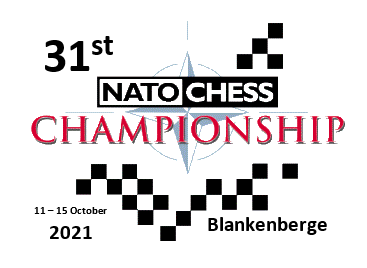 31st
NATO CHESS
CHAMPIONSHIP
11 – 15 October
2021
Blankenberge